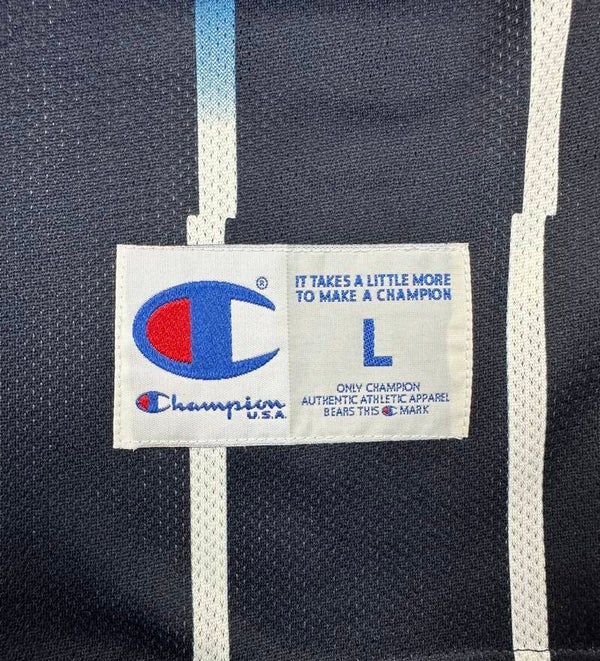 ®
Champion
U.S.A.
IT TAKES A LITTLE MORE
TO MAKE A CHAMPION
L
ONLY CHAMPION
AUTHENTIC ATHLETIC APPAREL
BEARS THIS C MARK